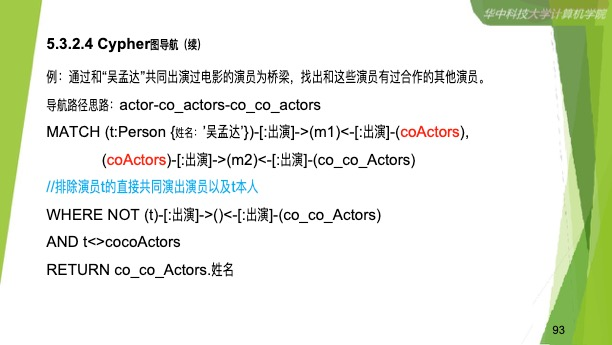 华中科技大学计算机学院
5.3.2.4 Cypher图导航（续）
例：通过和“吴孟达”共同出演过电影的演员为桥梁，找出和这些演员有过合作的其他演员。
导航路径思路：actor-co_actors-co_co_actors
MATCH (t:Person {姓名：'吴孟达'})-[:出演]->(m1)<-[:出演]-(coActors),
(coActors)-[:出演]->(m2)<-[:出演]-(co_co_Actors)
//排除演员t的直接共同演出演员以及t本人
WHERE NOT (t)-[:出演]->()<-[:出演]-(co_co_Actors)
AND t<>cocoActors
RETURN co_co_Actors.姓名
93